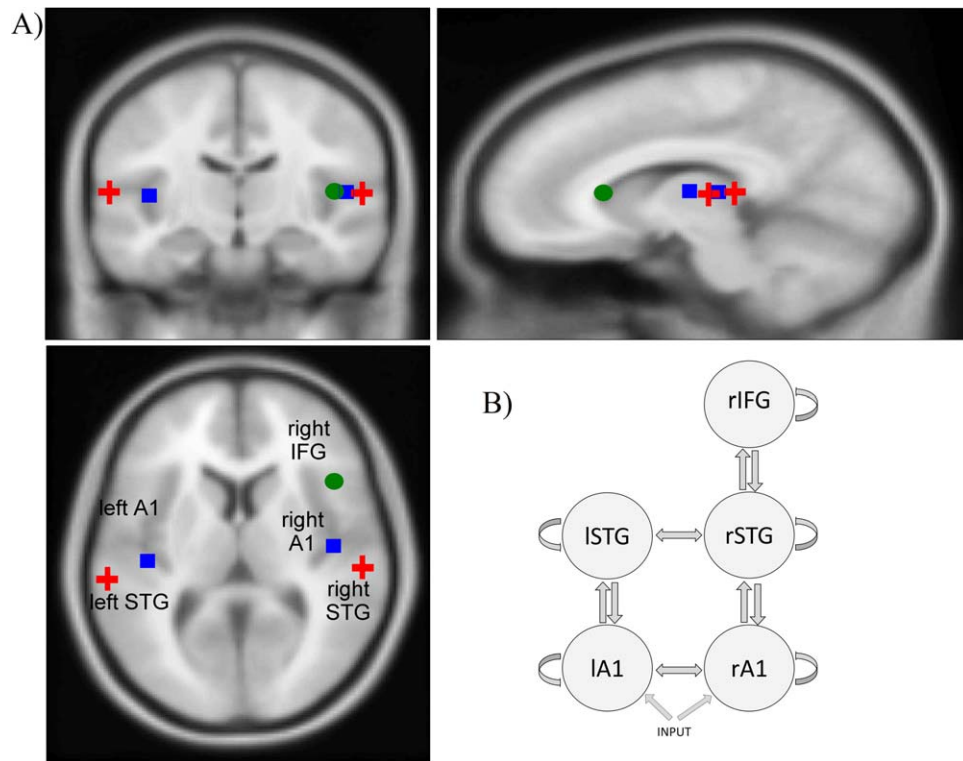 A)
right
IFG
left A1
right
A1
left STG
right
STG
B)
rIFG
lSTG
rSTG
lA1
rA1
INPUT